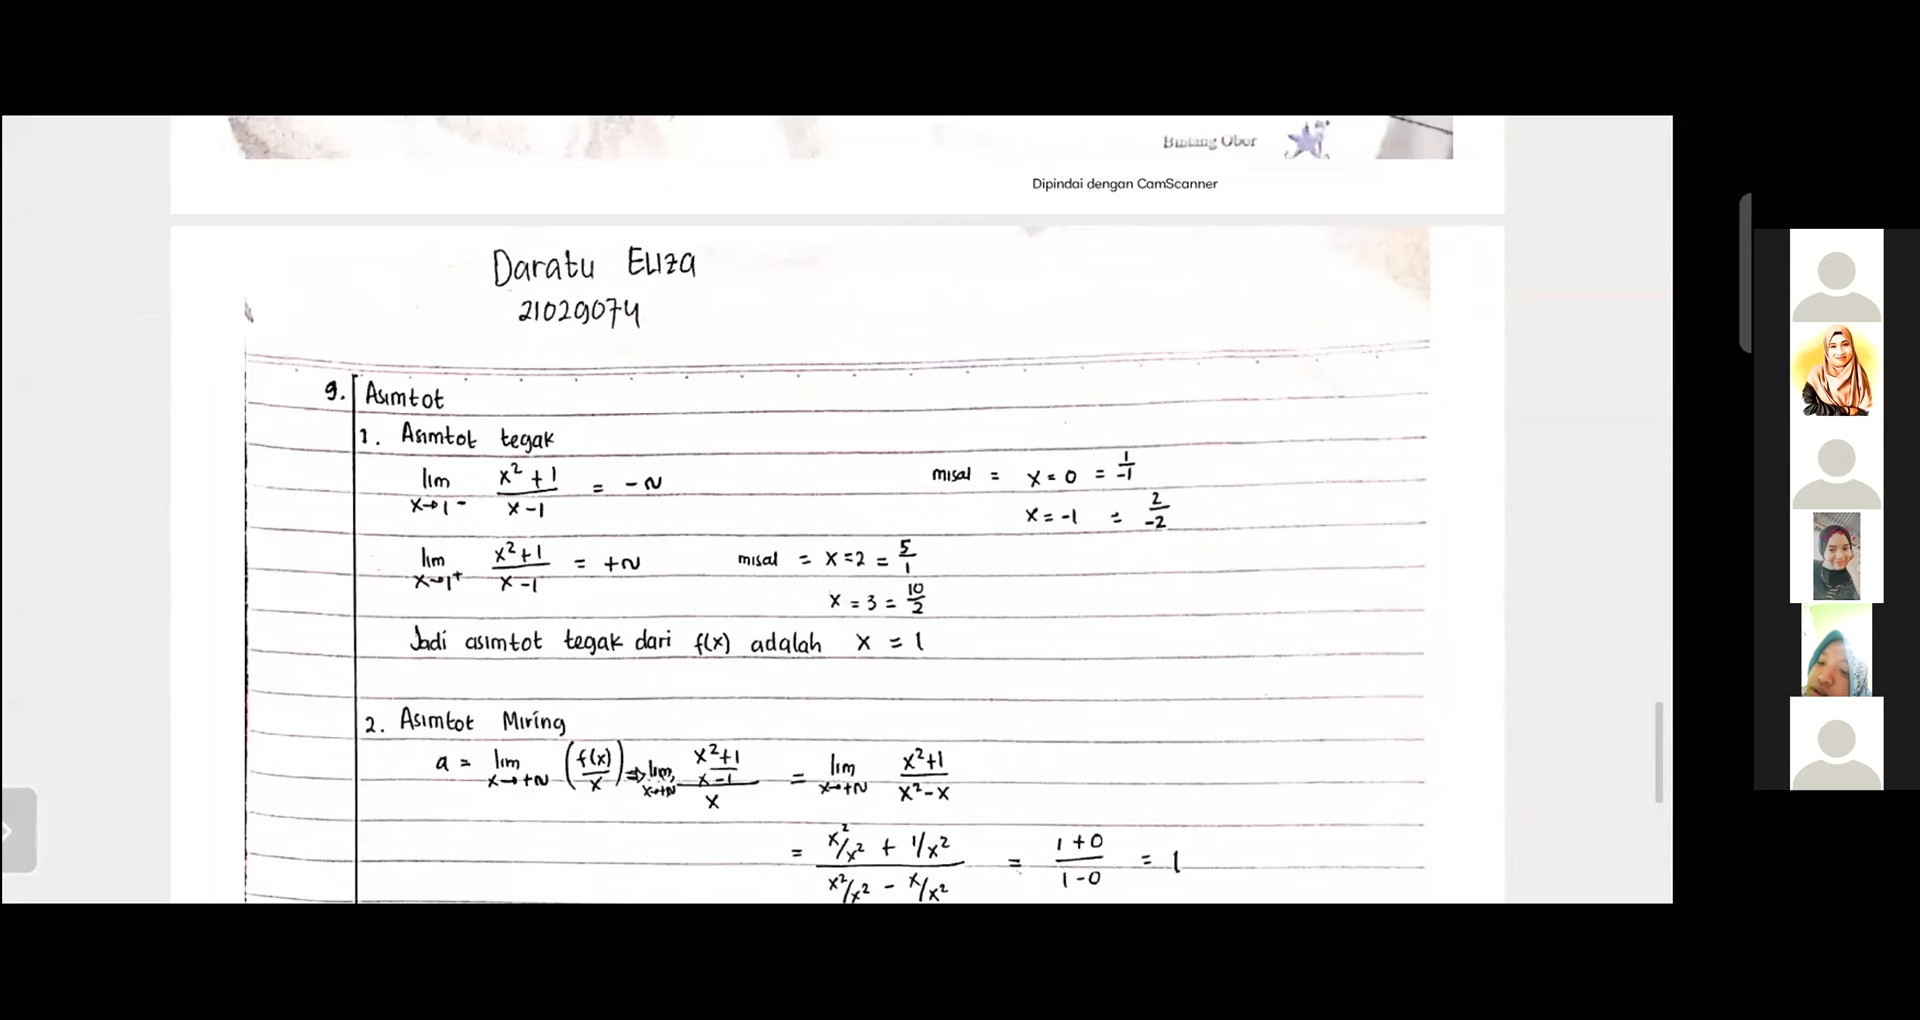 Bintang Obor
Dipindai dengan CamScanner
Daratu Eliza
21029074
9. Asimtot
1. Asimtot tegak
lim x→1⁻ (x² + 1)/(x - 1) = -∞ misal = x = 0 = 1/-1
x = -1 = 2/-2
lim x→1⁺ (x² + 1)/(x - 1) = +∞ misal = x = 2 = 5/1
x = 3 = 10/2
Jadi asimtot tegak dari f(x) adalah x = 1
2. Asimtot Miring
a = lim x→+∞ (f(x)/x) ⇒ lim x→+∞ ((x²+1)/(x-1))/x = lim x→+∞ (x²+1)/(x²-x)
= (x²/x² + 1/x²)/(x²/x² - x/x²) = (1+0)/(1-0) = 1